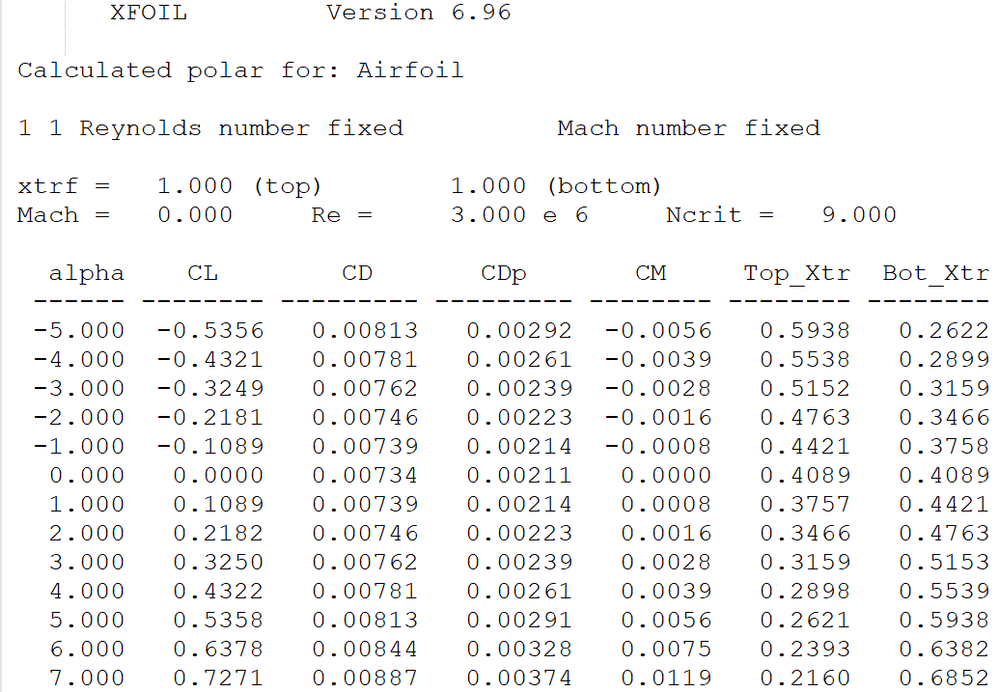 XFOIL Version 6.96
Calculated polar for: Airfoil
1 1 Reynolds number fixed Mach number fixed
xtrf = 1.000 (top) 1.000 (bottom)
Mach = 0.000 Re = 3.000 e 6 Ncrit = 9.000
alpha CL CD CDp CM Top_Xtr Bot_Xtr
------ -------- --------- --------- -------- -------- --------
-5.000 -0.5356 0.00813 0.00292 -0.0056 0.5938 0.2622
-4.000 -0.4321 0.00781 0.00261 -0.0039 0.5538 0.2899
-3.000 -0.3249 0.00762 0.00239 -0.0028 0.5152 0.3159
-2.000 -0.2181 0.00746 0.00223 -0.0016 0.4763 0.3466
-1.000 -0.1089 0.00739 0.00214 -0.0008 0.4421 0.3758
0.000 0.0000 0.00734 0.00211 0.0000 0.4089 0.4089
1.000 0.1089 0.00739 0.00214 0.0008 0.3757 0.4421
2.000 0.2182 0.00746 0.00223 0.0016 0.3466 0.4763
3.000 0.3250 0.00762 0.00239 0.0028 0.3159 0.5153
4.000 0.4322 0.00781 0.00261 0.0039 0.2898 0.5539
5.000 0.5358 0.00813 0.00291 0.0056 0.2621 0.5938
6.000 0.6378 0.00844 0.00328 0.0075 0.2393 0.6382
7.000 0.7271 0.00887 0.00374 0.0119 0.2160 0.6852